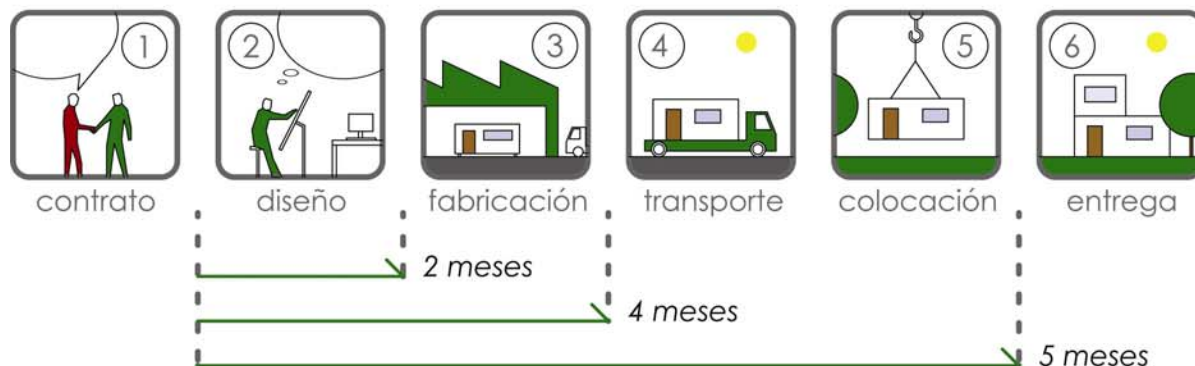 1 2 3 4 5 6
contrato diseño fabricación transporte colocación entrega
2 meses
4 meses
5 meses